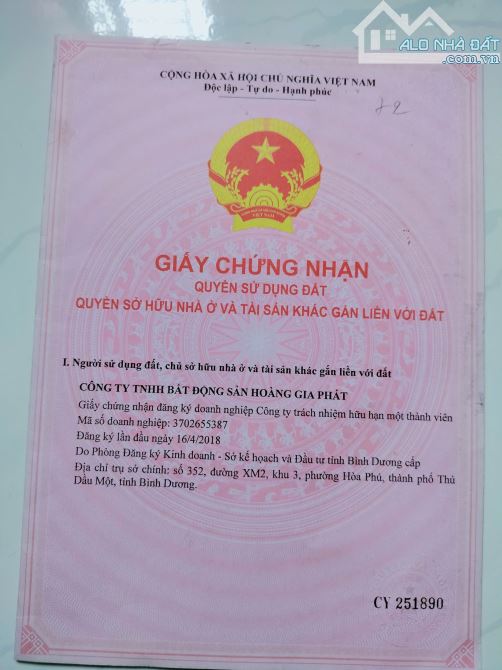 ALO NHÀ ĐẤT
.com.vn
CỘNG HÒA XÃ HỘI CHỦ NGHĨA VIỆT NAM
Độc lập - Tự do - Hạnh phúc
VIỆT NAM
GIẤY CHỨNG NHẬN
QUYỀN SỬ DỤNG ĐẤT
QUYỀN SỞ HỮU NHÀ Ở VÀ TÀI SẢN KHÁC GẮN LIỀN VỚI ĐẤT
I. Người sử dụng đất, chủ sở hữu nhà ở và tài sản khác gắn liền với đất
CÔNG TY TNHH BẤT ĐỘNG SẢN HOÀNG GIA PHÁT
Giấy chứng nhận đăng ký doanh nghiệp Công ty trách nhiệm hữu hạn một thành viên
Mã số doanh nghiệp: 3702655387
Đăng ký lần đầu ngày 16/4/2018
Do Phòng Đăng ký Kinh doanh - Sở kế hoạch và Đầu tư tỉnh Bình Dương cấp
Địa chỉ trụ sở chính: số 352, đường XM2, khu 3, phường Hòa Phú, thành phố Thủ
Dầu Một, tỉnh Bình Dương.
CY 251890